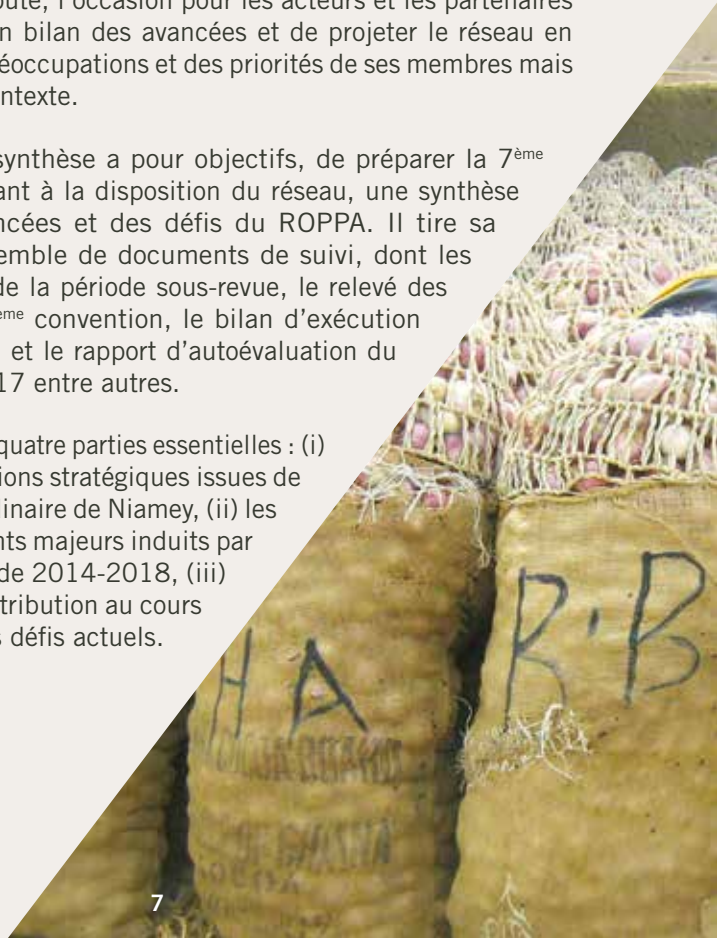 oute, l’occasion pour les acteurs et les partenaires
n bilan des avancées et de projeter le réseau en
éoccupations et des priorités de ses membres mais
ntexte.
synthèse a pour objectifs, de préparer la 7ème
ant à la disposition du réseau, une synthèse
ncées et des défis du ROPPA. Il tire sa
emble de documents de suivi, dont les
de la période sous-revue, le relevé des
ème convention, le bilan d’exécution
et le rapport d’autoévaluation du
17 entre autres.
quatre parties essentielles : (i)
ions stratégiques issues de
linaire de Niamey, (ii) les
nts majeurs induits par
de 2014-2018, (iii)
tribution au cours
s défis actuels.
H A
B'B
7